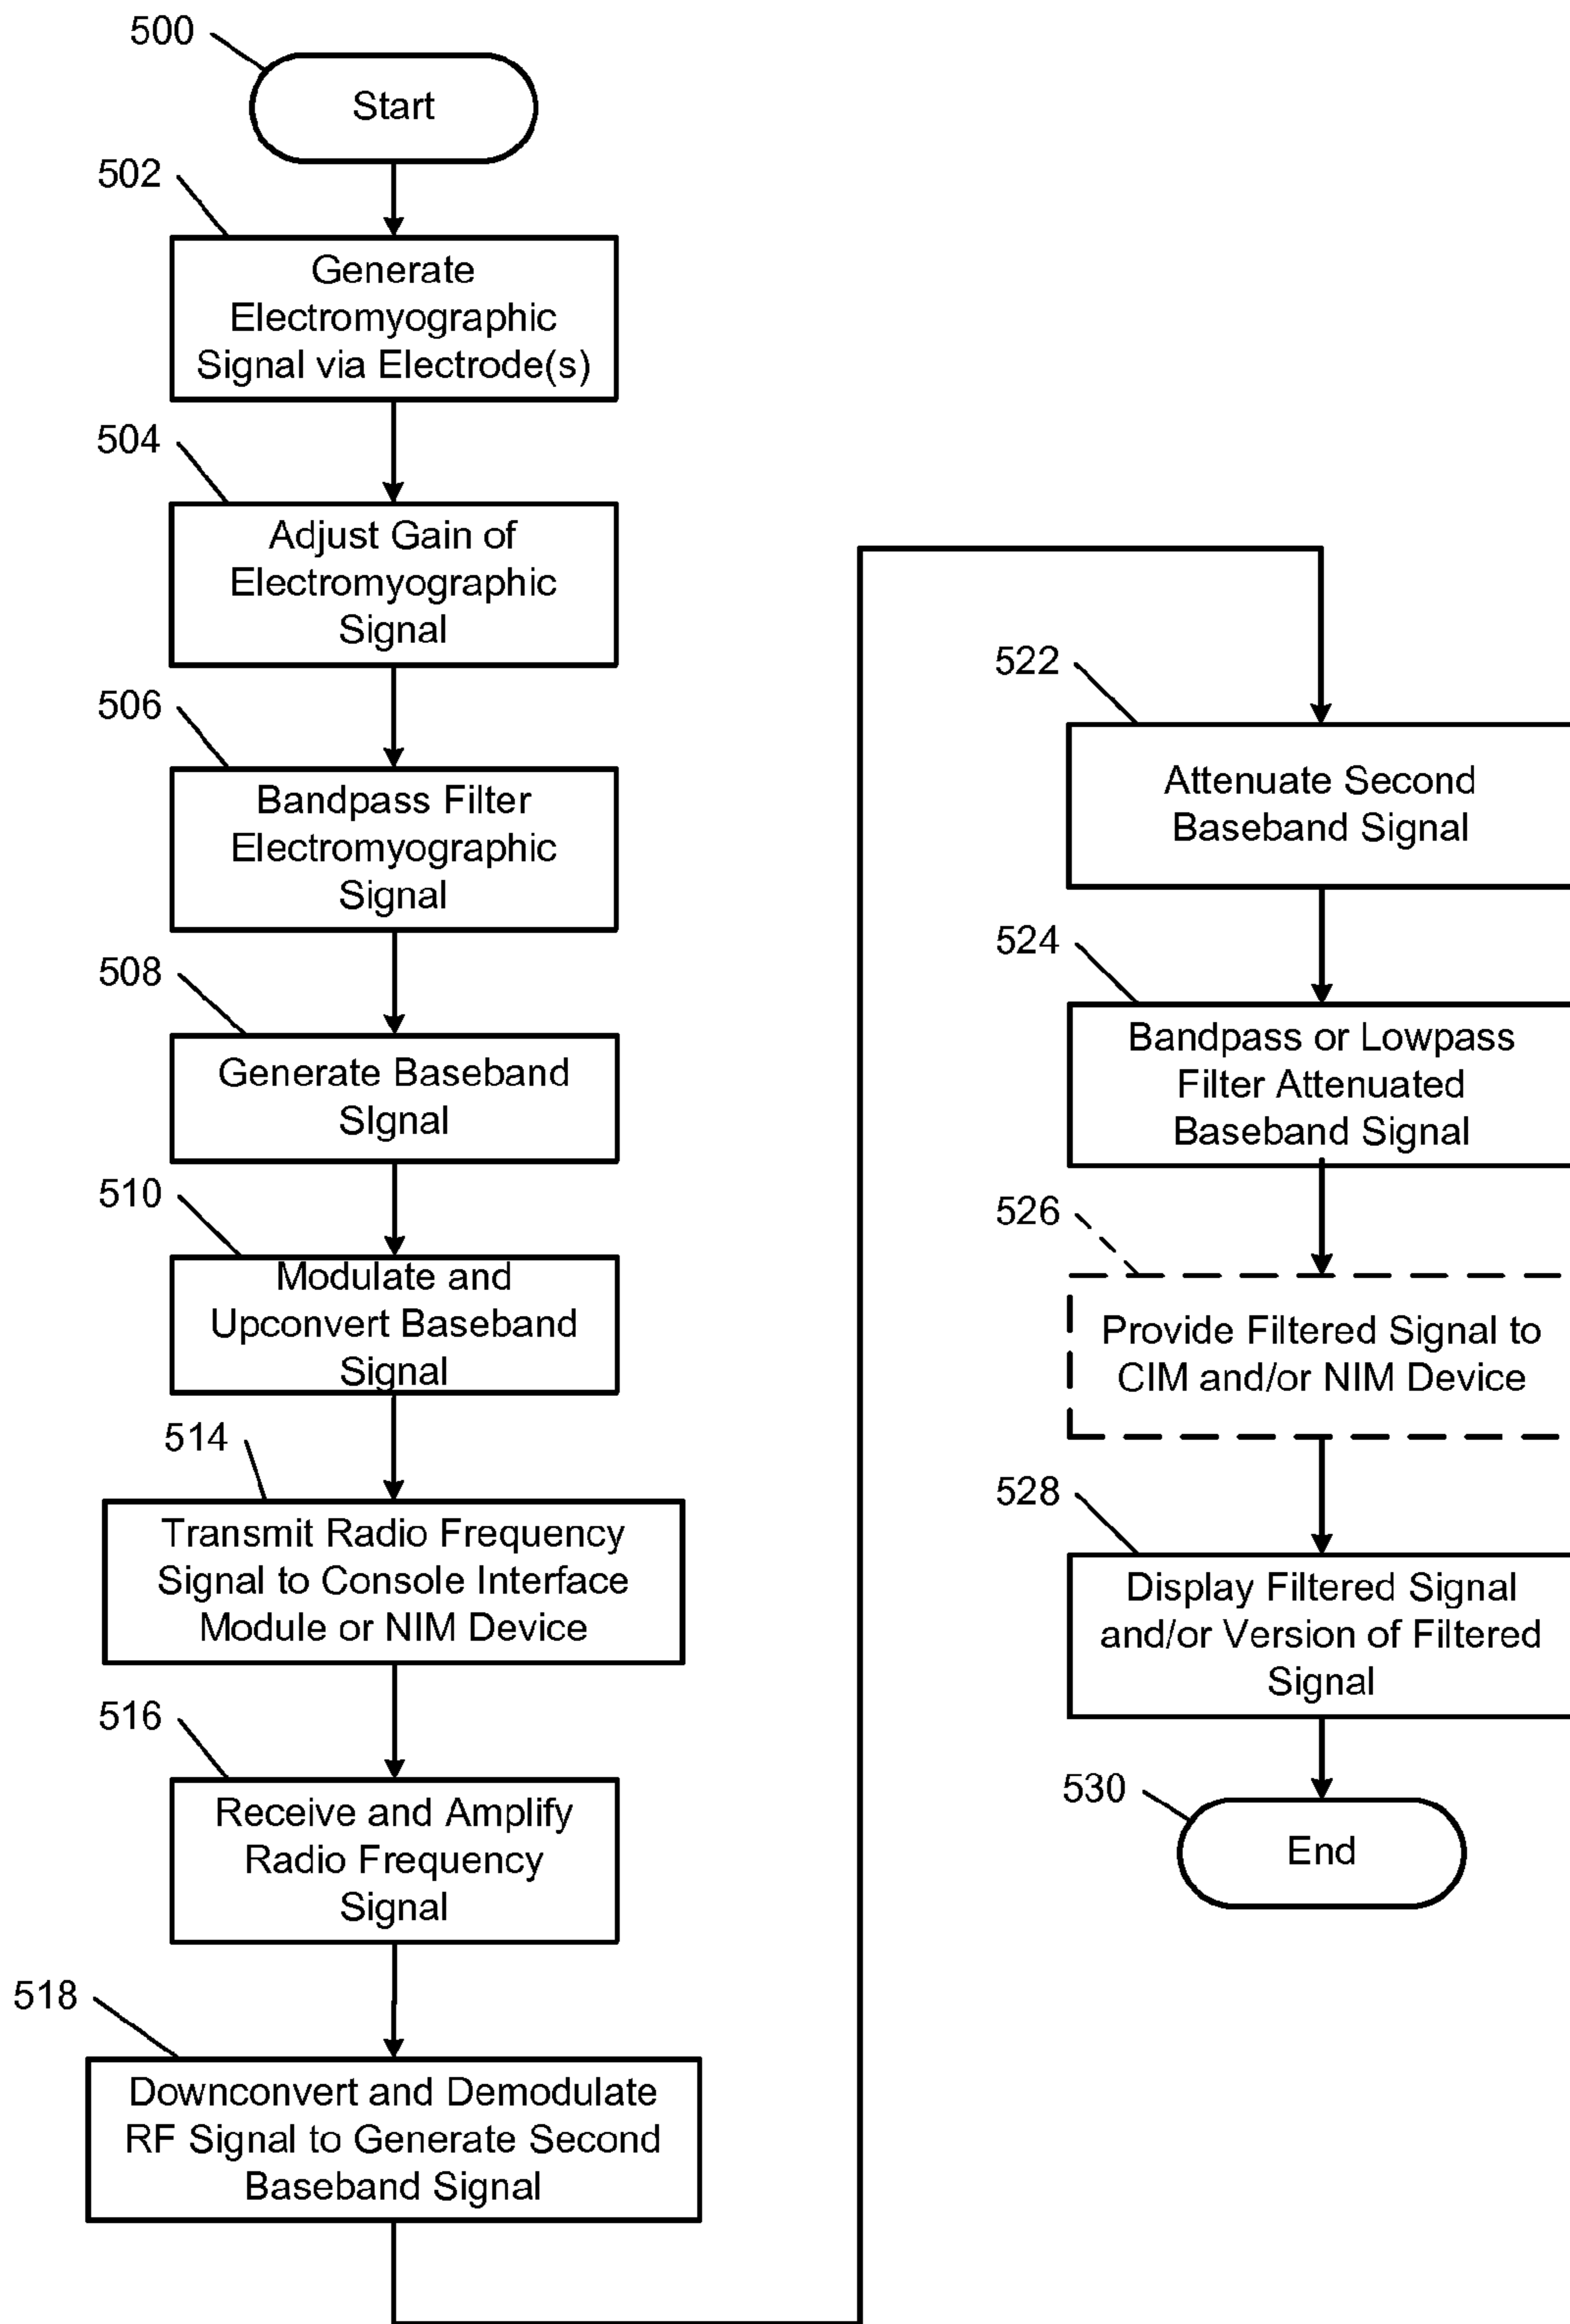 500
Start
502
Generate
Electromyographic
Signal via Electrode(s)
504
Adjust Gain of
Electromyographic
Signal
506
Bandpass Filter
Electromyographic
Signal
508
Generate Baseband
SIgnal
510
Modulate and
Upconvert Baseband
Signal
514
Transmit Radio Frequency
Signal to Console Interface
Module or NIM Device
516
Receive and Amplify
Radio Frequency
Signal
518
Downconvert and Demodulate
RF Signal to Generate Second
Baseband Signal
522
Attenuate Second
Baseband Signal
524
Bandpass or Lowpass
Filter Attenuated
Baseband Signal
526
Provide Filtered Signal to
CIM and/or NIM Device
528
Display Filtered Signal
and/or Version of Filtered
Signal
530
End